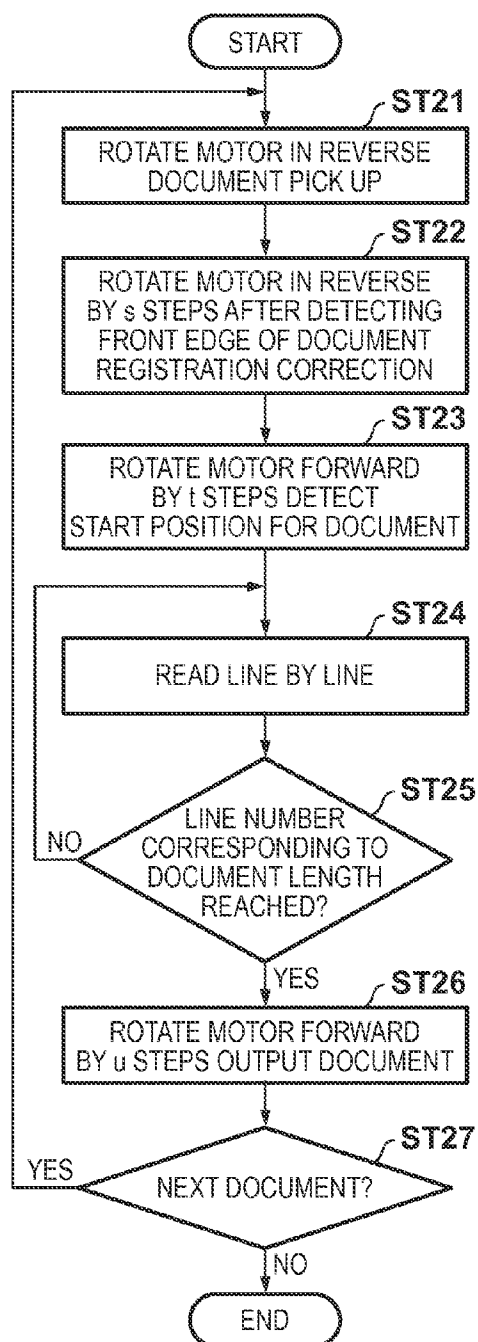 START
ST21
ROTATE MOTOR IN REVERSE
DOCUMENT PICK UP
ST22
ROTATE MOTOR IN REVERSE
BY s STEPS AFTER DETECTING
FRONT EDGE OF DOCUMENT
REGISTRATION CORRECTION
ST23
ROTATE MOTOR FORWARD
BY t STEPS DETECT
START POSITION FOR DOCUMENT
ST24
READ LINE BY LINE
ST25
LINE NUMBER
CORRESPONDING TO
DOCUMENT LENGTH
REACHED?
NO
YES
ST26
ROTATE MOTOR FORWARD
BY u STEPS OUTPUT DOCUMENT
ST27
YES
NEXT DOCUMENT?
NO
END